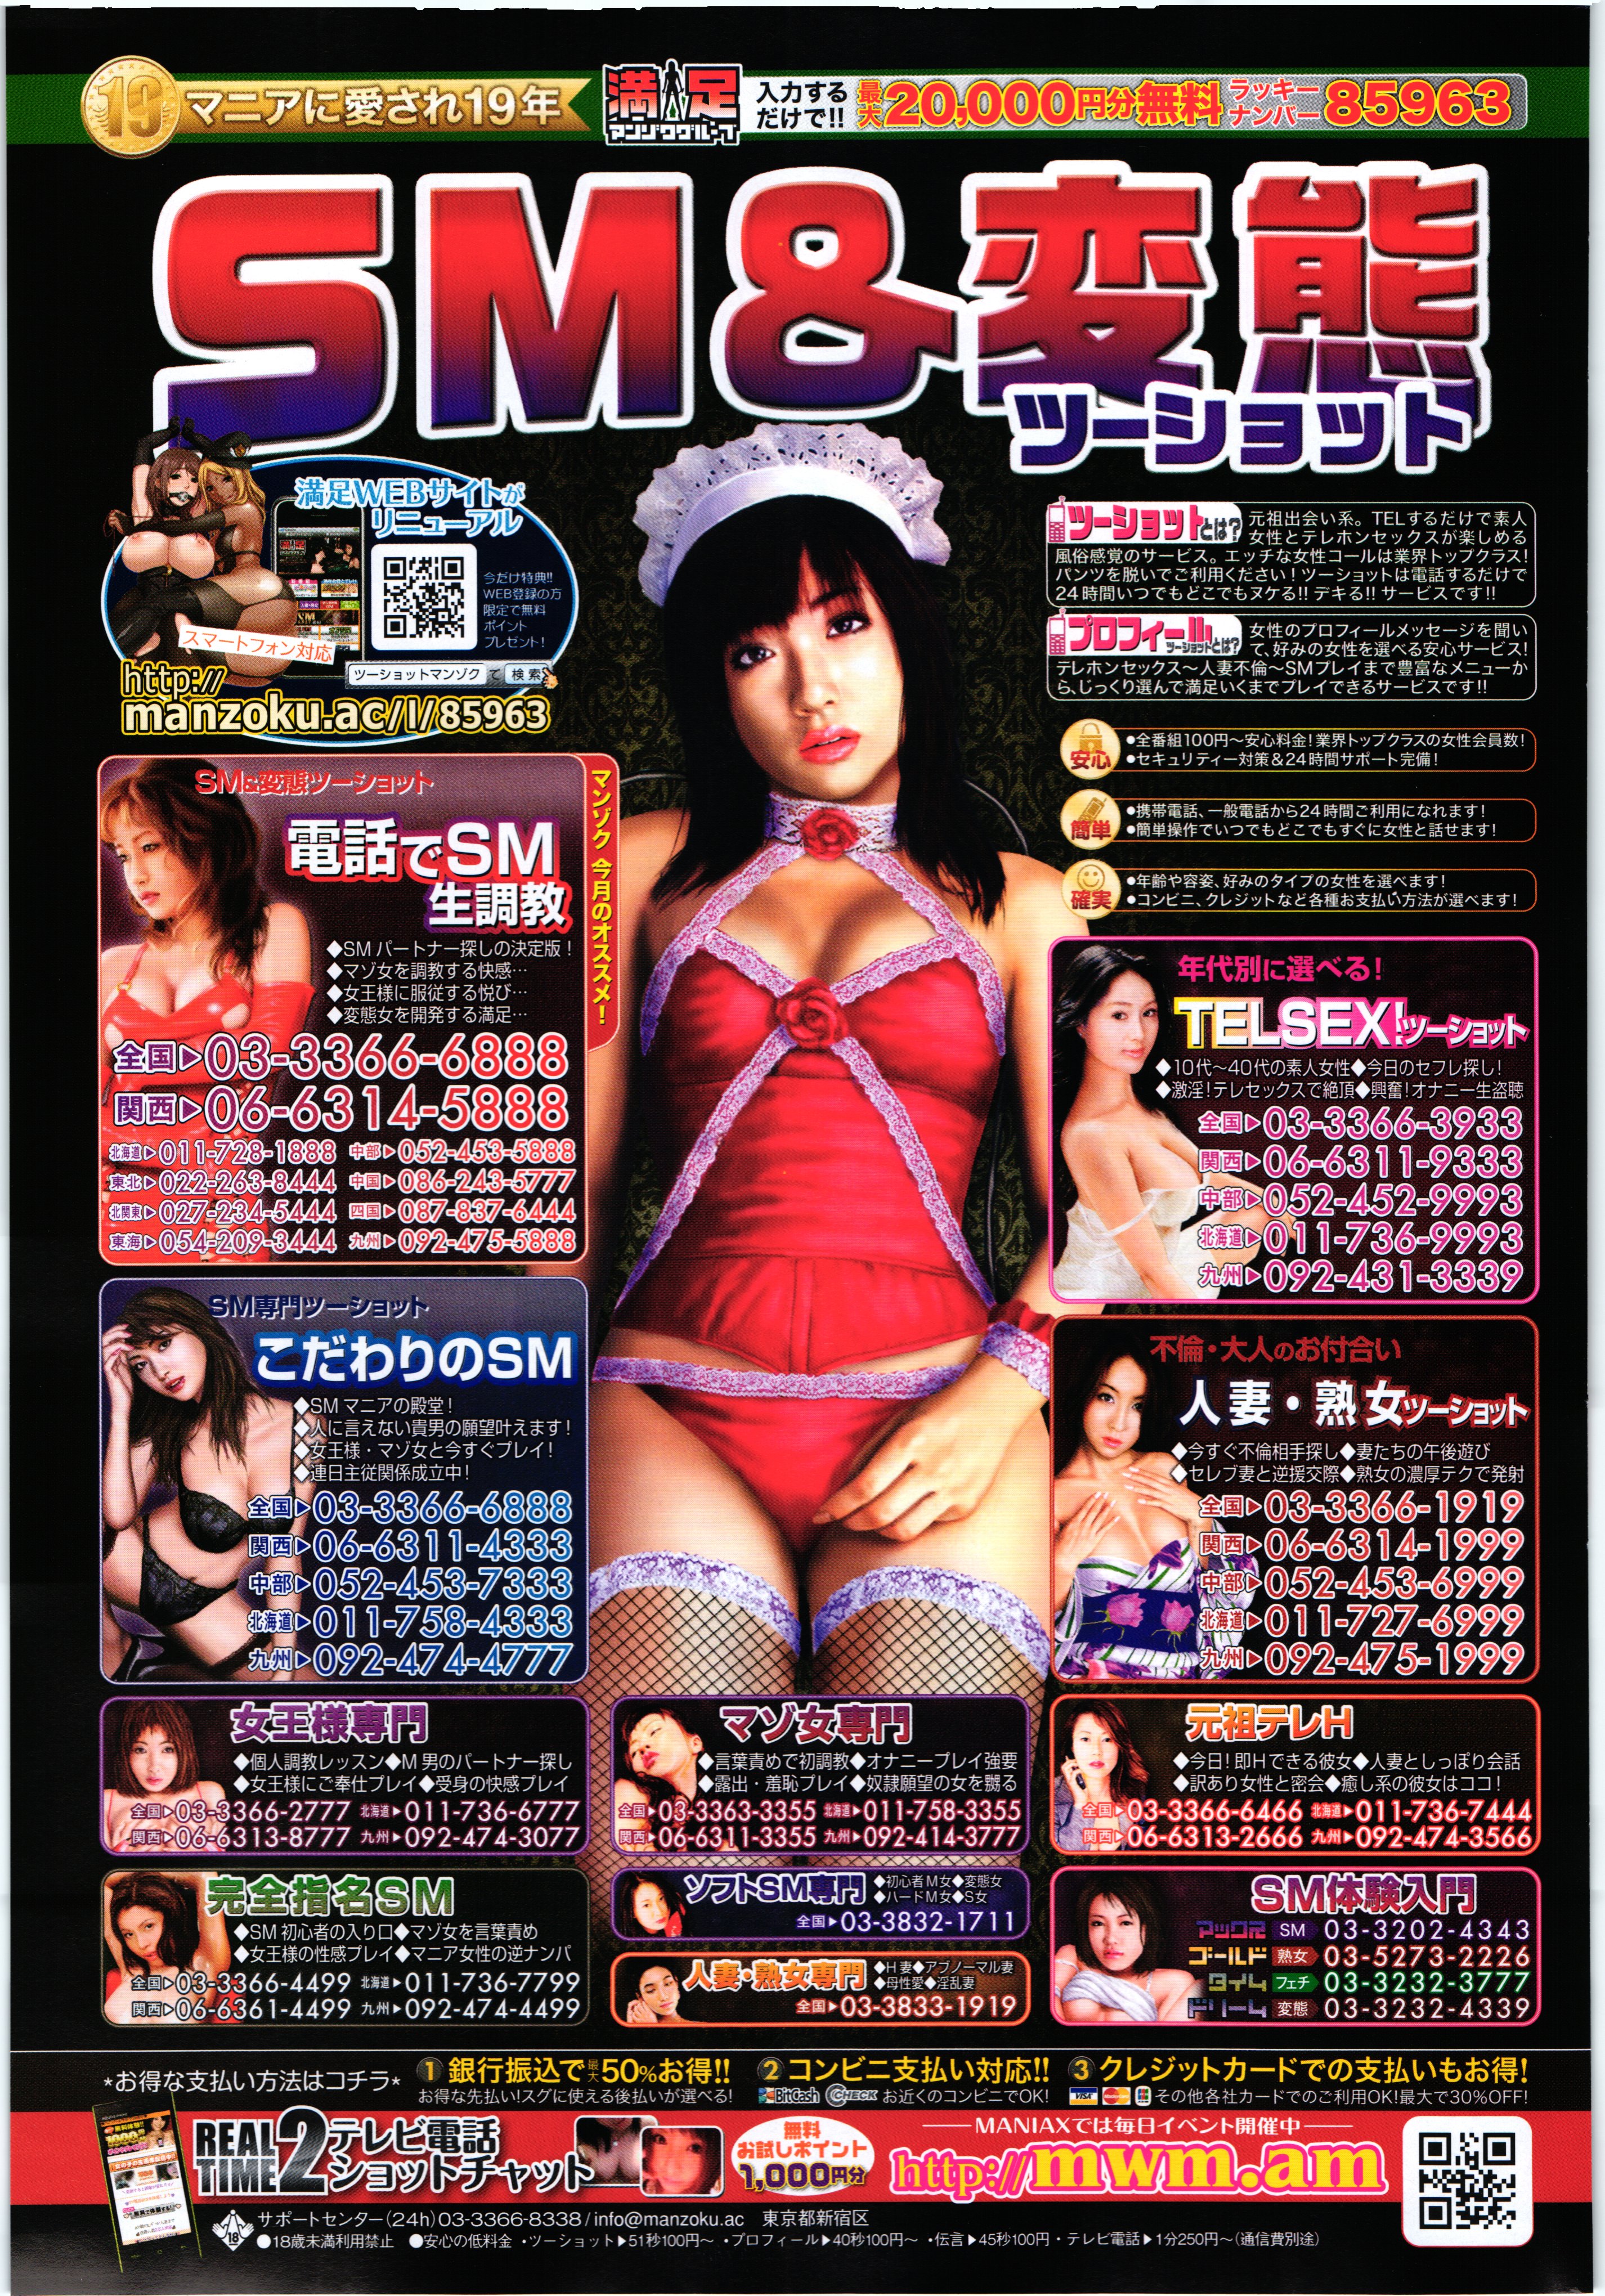 19 マニアに愛され19年
満足
マンゾクグループ
入力する
だけで!!
最大20,000円分無料
ラッキーナンバー 85963
SM&変態
ツーショット
満足WEBサイトが
リニューアル
今だけ特典!!
WEB登録の方
限定で無料
ポイント
プレゼント!
スマートフォン対応
ツーショットマンゾク で 検索
http://
manzoku.ac/l/85963
ツーショットとは?
元祖出会い系。TELするだけで素人
女性とテレホンセックスが楽しめる
風俗感覚のサービス。エッチな女性コールは業界トップクラス!
パンツを脱いでご利用ください!ツーショットは電話するだけで
24時間いつでもどこでもヌケる!!デキる!!サービスです!!
プロフィール ツーショットとは?
女性のプロフィールメッセージを聞い
て、好みの女性を選べる安心サービス!
テレホンセックス〜人妻不倫〜SMプレイまで豊富なメニューか
ら、じっくり選んで満足いくまでプレイできるサービスです!!
安心
●全番組100円〜安心料金!業界トップクラスの女性会員数!
●セキュリティー対策&24時間サポート完備!
簡単
●携帯電話、一般電話から24時間ご利用になれます!
●簡単操作でいつでもどこでもすぐに女性と話せます!
確実
●年齢や容姿、好みのタイプの女性を選べます!
●コンビニ、クレジットなど各種お支払い方法が選べます!
マンゾク 今月のオススメ!
SM&変態ツーショット
電話でSM
生調教
◆SMパートナー探しの決定版!
◆マゾ女を調教する快感…
◆女王様に服従する悦び…
◆変態女を開発する満足…
全国▶03-3366-6888
関西▶06-6314-5888
北海道▶011-728-1888 中部▶052-453-5888
東北▶022-263-8444 中国▶086-243-5777
北関東▶027-234-5444 四国▶087-837-6444
東海▶054-209-3444 九州▶092-475-5888
年代別に選べる!
TELSEX!ツーショット
◆10代〜40代の素人女性◆今日のセフレ探し!
◆激淫!テレセックスで絶頂◆興奮!オナニー生盗聴
全国▶03-3366-3933
関西▶06-6311-9333
中部▶052-452-9993
北海道▶011-736-9993
九州▶092-431-3339
SM専門ツーショット
こだわりのSM
◆SMマニアの殿堂!
◆人に言えない貴男の願望叶えます!
◆女王様・マゾ女と今すぐプレイ!
◆連日主従関係成立中!
全国▶03-3366-6888
関西▶06-6311-4333
中部▶052-453-7333
北海道▶011-758-4333
九州▶092-474-4777
不倫・大人のお付合い
人妻・熟女ツーショット
◆今すぐ不倫相手探し◆妻たちの午後遊び
◆セレブ妻と逆援交際◆熟女の濃厚テクで発射
全国▶03-3366-1919
関西▶06-6314-1999
中部▶052-453-6999
北海道▶011-727-6999
九州▶092-475-1999
女王様専門
◆個人調教レッスン◆M男のパートナー探し
◆女王様にご奉仕プレイ◆受身の快感プレイ
全国▶03-3366-2777 北海道▶011-736-6777
関西▶06-6313-8777 九州▶092-474-3077
マゾ女専門
◆言葉責めで初調教◆オナニープレイ強要
◆露出・羞恥プレイ◆奴隷願望の女を嬲る
全国▶03-3363-3355 北海道▶011-758-3355
関西▶06-6311-3355 九州▶092-414-3777
元祖テレH
◆今日!即Hできる彼女◆人妻としっぽり会話
◆訳あり女性と密会◆癒し系の彼女はココ!
全国▶03-3366-6466 北海道▶011-736-7444
関西▶06-6313-2666 九州▶092-474-3566
完全指名SM
◆SM初心者の入り口◆マゾ女を言葉責め
◆女王様の性感プレイ◆マニア女性の逆ナンパ
全国▶03-3366-4499 北海道▶011-736-7799
関西▶06-6361-4499 九州▶092-474-4499
ソフトSM専門
◆初心者M女◆変態女
◆ハードM女◆S女
全国▶03-3832-1711
人妻・熟女専門
◆H妻◆アブノーマル妻
◆母性愛◆淫乱妻
全国▶03-3833-1919
SM体験入門
マックス SM 03-3202-4343
ゴールド 熟女 03-5273-2226
タイム フェチ 03-3232-3777
ドリーム 変態 03-3232-4339
*お得な支払い方法はコチラ*
1 銀行振込で最大50%お得!!
お得な先払い!スグに使える後払いが選べる!
2 コンビニ支払い対応!!
BitCash C-CHECK お近くのコンビニでOK!
3 クレジットカードでの支払いもお得!
VISA MasterCard JCB その他各社カードでのご利用OK!最大で30%OFF!
REAL TIME 2 テレビ電話
ショットチャット
無料
お試しポイント
1,000円分
MANIAXでは毎日イベント開催中
http://mwm.am
18
サポートセンター(24h)03-3366-8338/info@manzoku.ac 東京都新宿区
●18歳未満利用禁止 ●安心の低料金 ・ツーショット▶51秒100円〜 ・プロフィール▶40秒100円〜 ・伝言▶45秒100円・テレビ電話▶1分250円〜(通信費別途)